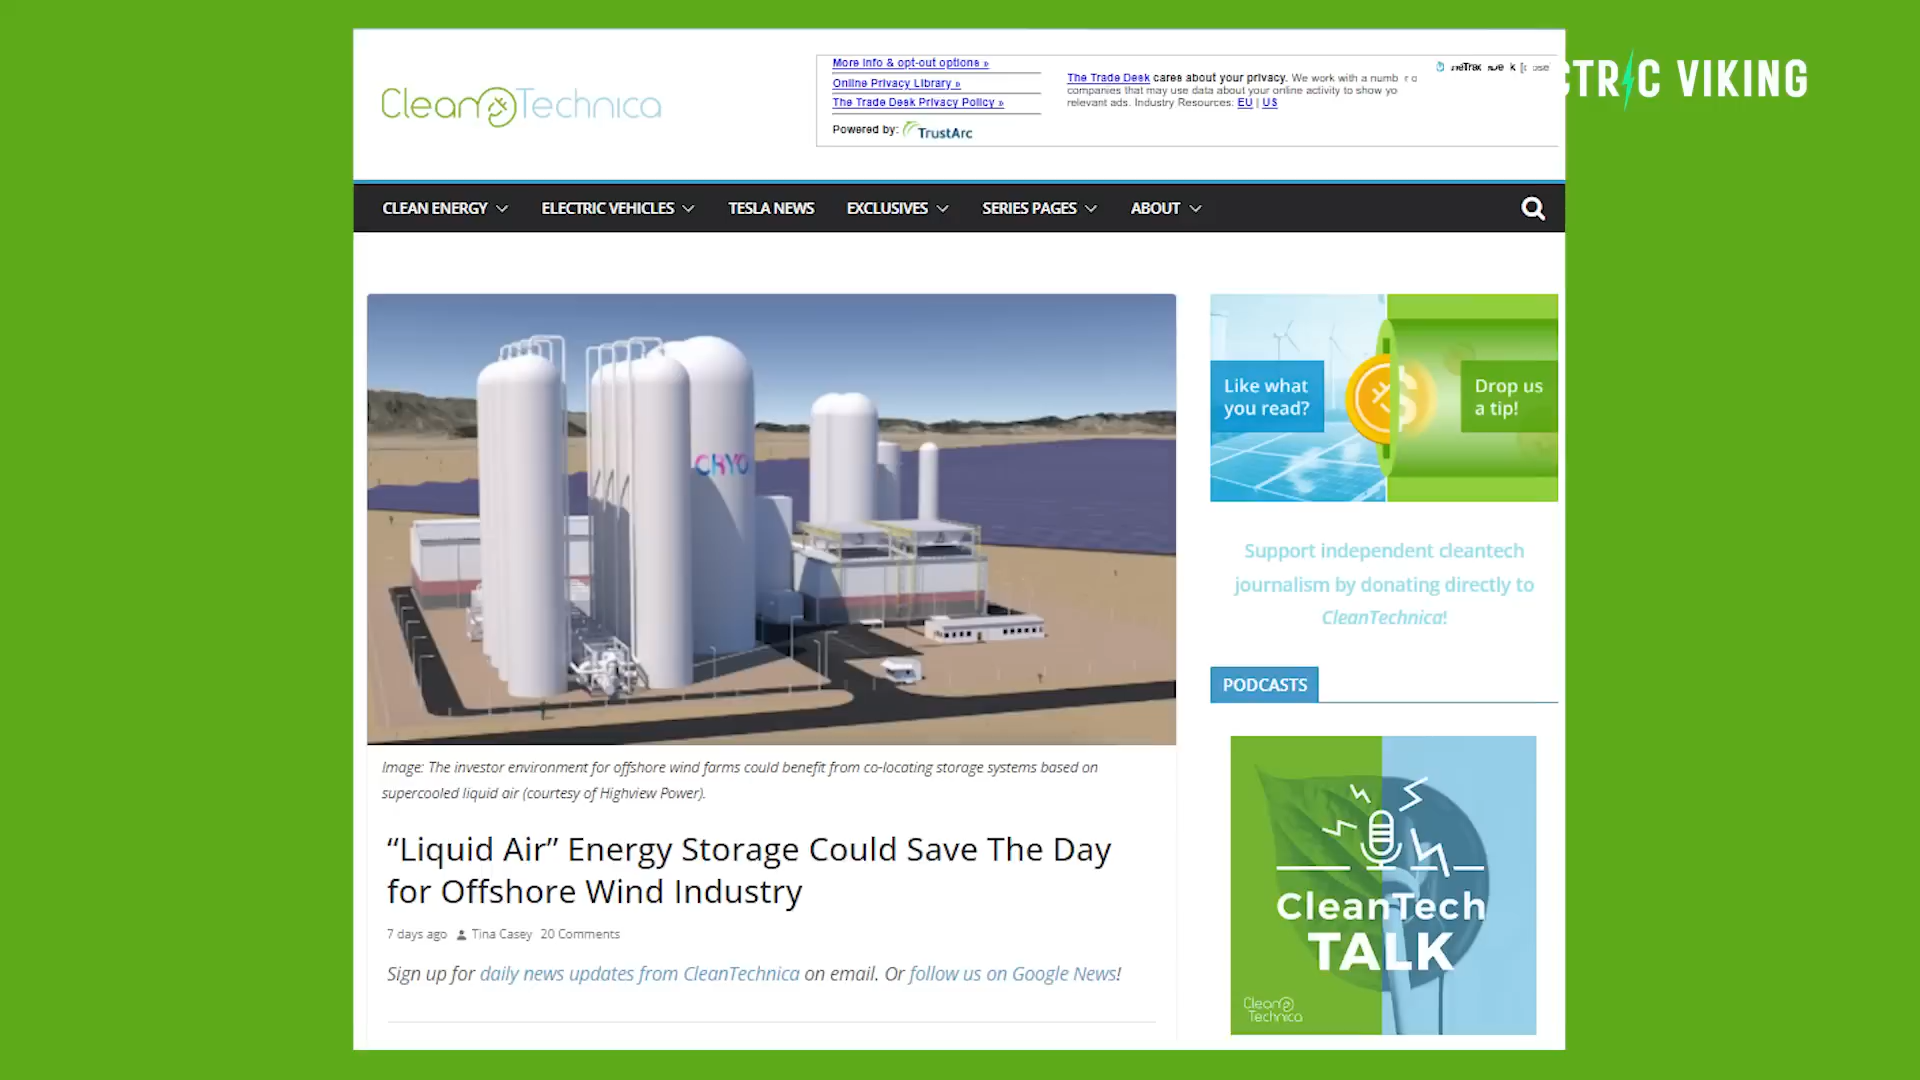 CleanTechnica
More Info & opt-out options »
Online Privacy Library »
The Trade Desk Privacy Policy »
Powered by: TrustArc
The Trade Desk cares about your privacy. We work with a numb
companies that may use data about your online activity to show yo
relevant ads. Industry Resources: EU | US
CTRIC VIKING
CLEAN ENERGY
ELECTRIC VEHICLES
TESLA NEWS
EXCLUSIVES
SERIES PAGES
ABOUT
CRYO
Like what
you read?
Drop us
a tip!
Support independent cleantech
journalism by donating directly to
CleanTechnica!
PODCASTS
Image: The investor environment for offshore wind farms could benefit from co-locating storage systems based on
supercooled liquid air (courtesy of Highview Power).
“Liquid Air” Energy Storage Could Save The Day
for Offshore Wind Industry
7 days ago Tina Casey 20 Comments
Sign up for daily news updates from CleanTechnica on email. Or follow us on Google News!
CleanTech
TALK
Clean
Technica